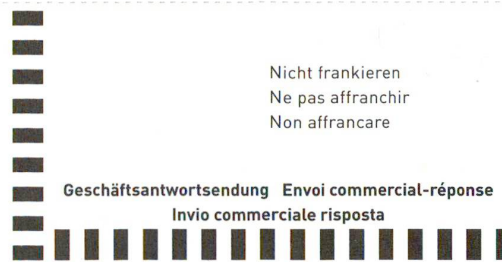 Nicht frankieren
Ne pas affranchir
Non affrancare
Geschäftsantwortsendung Envoi commercial-réponse
Invio commerciale risposta